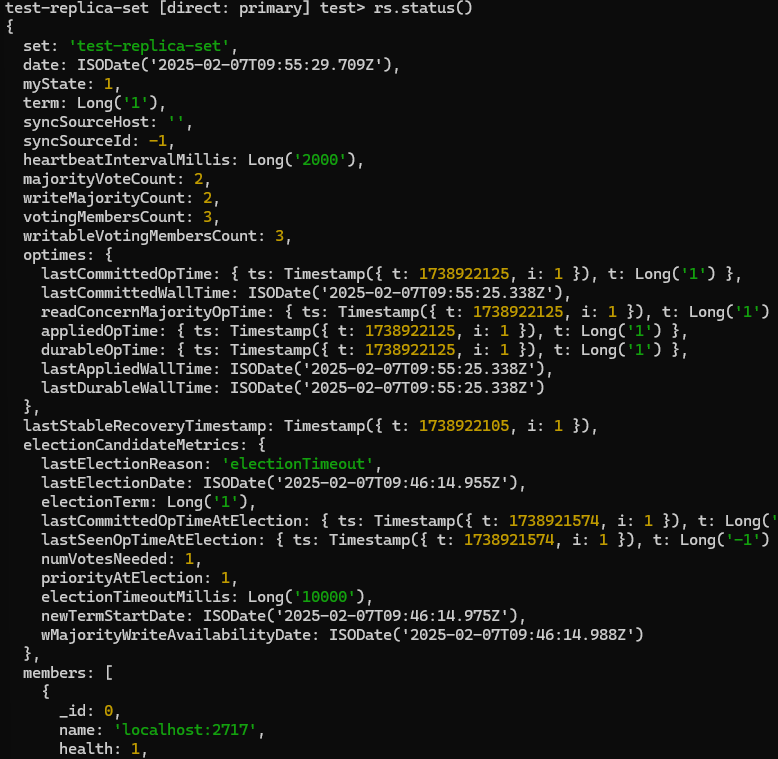 test-replica-set [direct: primary] test> rs.status()
{
  set: 'test-replica-set',
  date: ISODate('2025-02-07T09:55:29.709Z'),
  myState: 1,
  term: Long('1'),
  syncSourceHost: '',
  syncSourceId: -1,
  heartbeatIntervalMillis: Long('2000'),
  majorityVoteCount: 2,
  writeMajorityCount: 2,
  votingMembersCount: 3,
  writableVotingMembersCount: 3,
  optimes: {
    lastCommittedOpTime: { ts: Timestamp({ t: 1738922125, i: 1 }), t: Long('1') },
    lastCommittedWallTime: ISODate('2025-02-07T09:55:25.338Z'),
    readConcernMajorityOpTime: { ts: Timestamp({ t: 1738922125, i: 1 }), t: Long('1')
    appliedOpTime: { ts: Timestamp({ t: 1738922125, i: 1 }), t: Long('1') },
    durableOpTime: { ts: Timestamp({ t: 1738922125, i: 1 }), t: Long('1') },
    lastAppliedWallTime: ISODate('2025-02-07T09:55:25.338Z'),
    lastDurableWallTime: ISODate('2025-02-07T09:55:25.338Z')
  },
  lastStableRecoveryTimestamp: Timestamp({ t: 1738922105, i: 1 }),
  electionCandidateMetrics: {
    lastElectionReason: 'electionTimeout',
    lastElectionDate: ISODate('2025-02-07T09:46:14.955Z'),
    electionTerm: Long('1'),
    lastCommittedOpTimeAtElection: { ts: Timestamp({ t: 1738921574, i: 1 }), t: Long('
    lastSeenOpTimeAtElection: { ts: Timestamp({ t: 1738921574, i: 1 }), t: Long('-1')
    numVotesNeeded: 1,
    priorityAtElection: 1,
    electionTimeoutMillis: Long('10000'),
    newTermStartDate: ISODate('2025-02-07T09:46:14.975Z'),
    wMajorityWriteAvailabilityDate: ISODate('2025-02-07T09:46:14.988Z')
  },
  members: [
    {
      _id: 0,
      name: 'localhost:2717',
      health: 1,